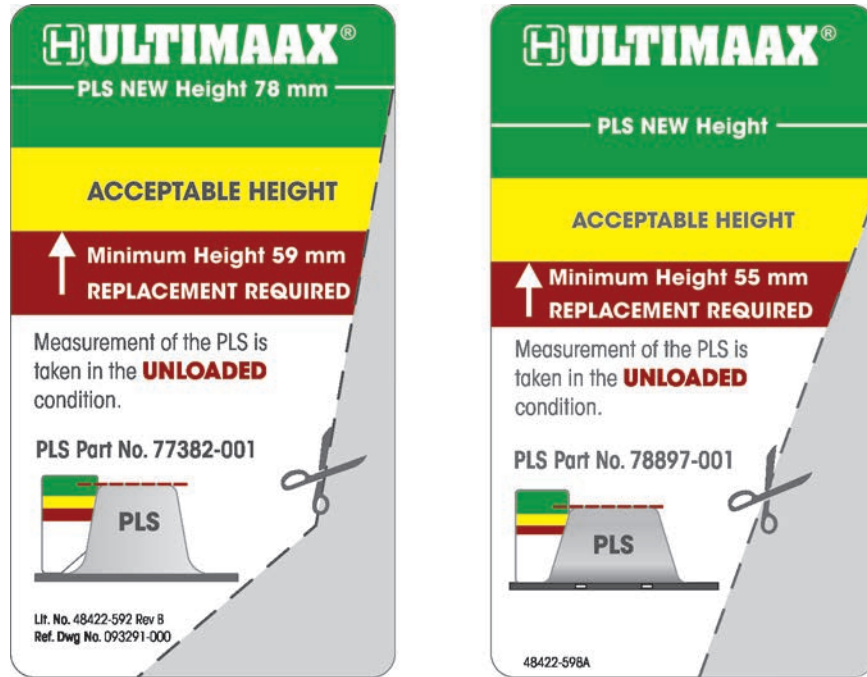 HULTIMAAX®
PLS NEW Height 78 mm
ACCEPTABLE HEIGHT
Minimum Height 59 mm
REPLACEMENT REQUIRED
Measurement of the PLS is
taken in the UNLOADED
condition.
PLS Part No. 77382-001
PLS
Lit. No. 48422-592 Rev B
Ref. Dwg No. 093291-000
HULTIMAAX®
PLS NEW Height
ACCEPTABLE HEIGHT
Minimum Height 55 mm
REPLACEMENT REQUIRED
Measurement of the PLS is
taken in the UNLOADED
condition.
PLS Part No. 78897-001
PLS
48422-598A